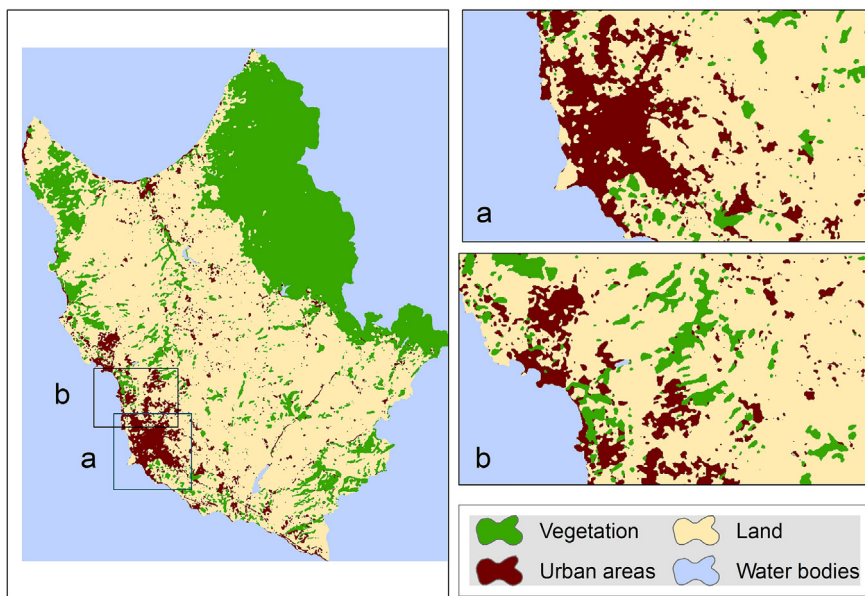 b
a
a
b
Vegetation
Land
Urban areas
Water bodies